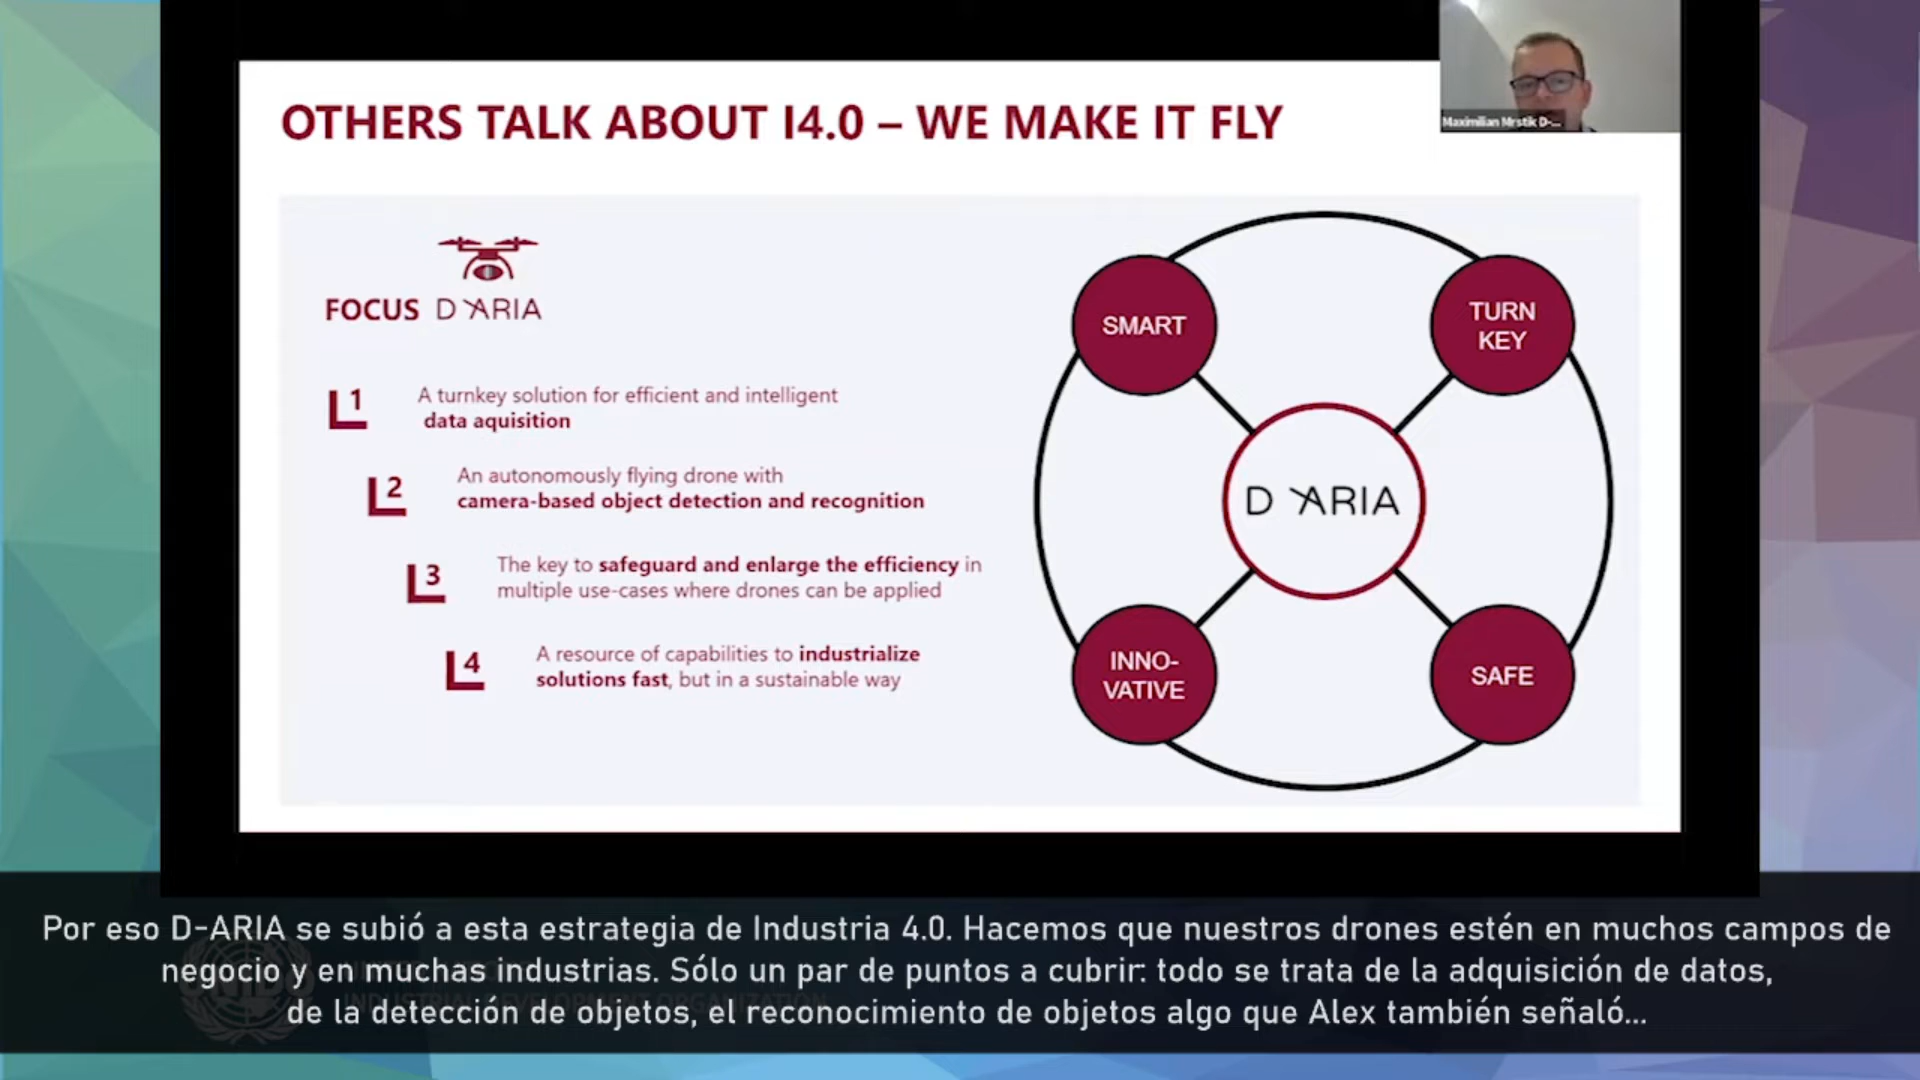 OTHERS TALK ABOUT I4.0 – WE MAKE IT FLY
Maximilian Mrstik D-...
FOCUS D ARIA
1
A turnkey solution for efficient and intelligent
data aquisition
2
An autonomously flying drone with
camera-based object detection and recognition
3
The key to safeguard and enlarge the efficiency in
multiple use-cases where drones can be applied
4
A resource of capabilities to industrialize
solutions fast, but in a sustainable way
SMART
TURN
KEY
D ARIA
INNO-
VATIVE
SAFE
Por eso D-ARIA se subió a esta estrategia de Industria 4.0. Hacemos que nuestros drones estén en muchos campos de
negocio y en muchas industrias. Sólo un par de puntos a cubrir: todo se trata de la adquisición de datos,
de la detección de objetos, el reconocimiento de objetos algo que Alex también señaló...